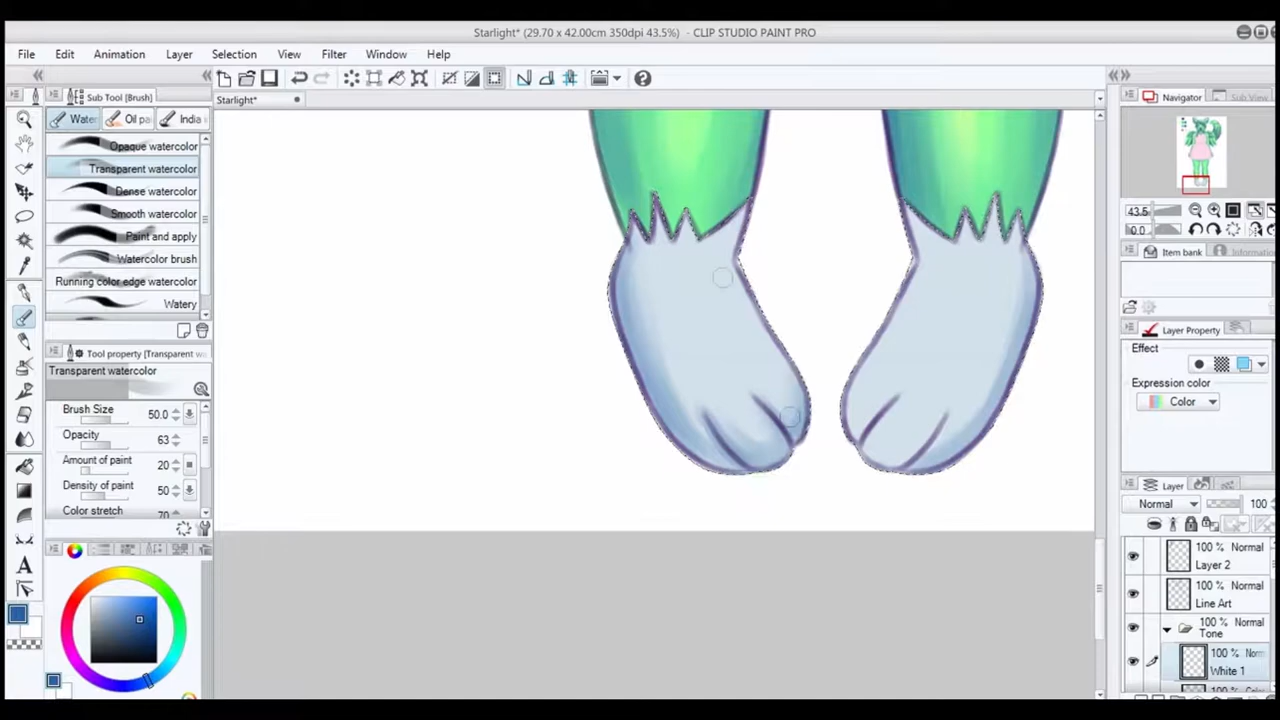 Starlight* (29.70 x 42.00cm 350dpi 43.5%) - CLIP STUDIO PAINT PRO
File Edit Animation Layer Selection View Filter Window Help
Sub Tool [Brush]
Starlight*
Navigator
Sub View
Water
Oil pai
India i
Opaque watercolor
Transparent watercolor
Dense watercolor
Smooth watercolor
Paint and apply
Watercolor brush
Running color edge watercolor
Watery
43.5
0.0
Item bank
Information
Tool property [Transparent wa
Transparent watercolor
Brush Size 50.0
Opacity 63
Amount of paint 20
Density of paint 50
Color stretch 70
Layer Property
Effect
Expression color
Color
Layer
Normal 100
100 % Normal
Layer 2
100 % Normal
Line Art
100 % Normal
Tone
100 % Norm
White 1